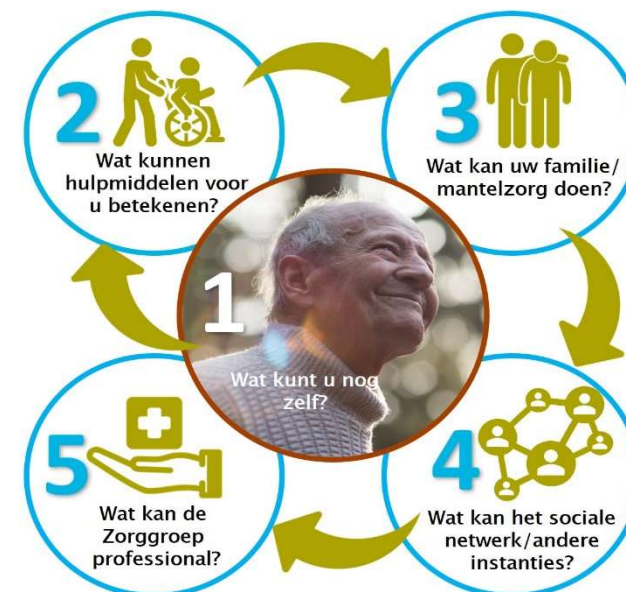 1
Wat kunt u nog
zelf?
2
Wat kunnen
hulpmiddelen voor
u betekenen?
3
Wat kan uw familie/
mantelzorg doen?
4
Wat kan het sociale
netwerk/andere
instanties?
5
Wat kan de
Zorggroep
professional?